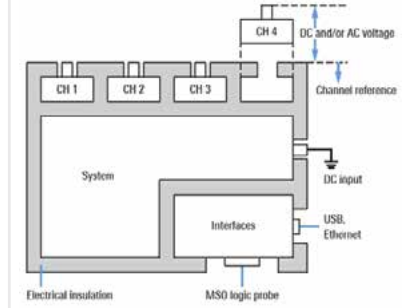 CH 4
DC and/or AC voltage
CH 1
CH 2
CH 3
Channel reference
System
DC input
Interfaces
USB,
Ethernet
Electrical insulation
MSO logic probe